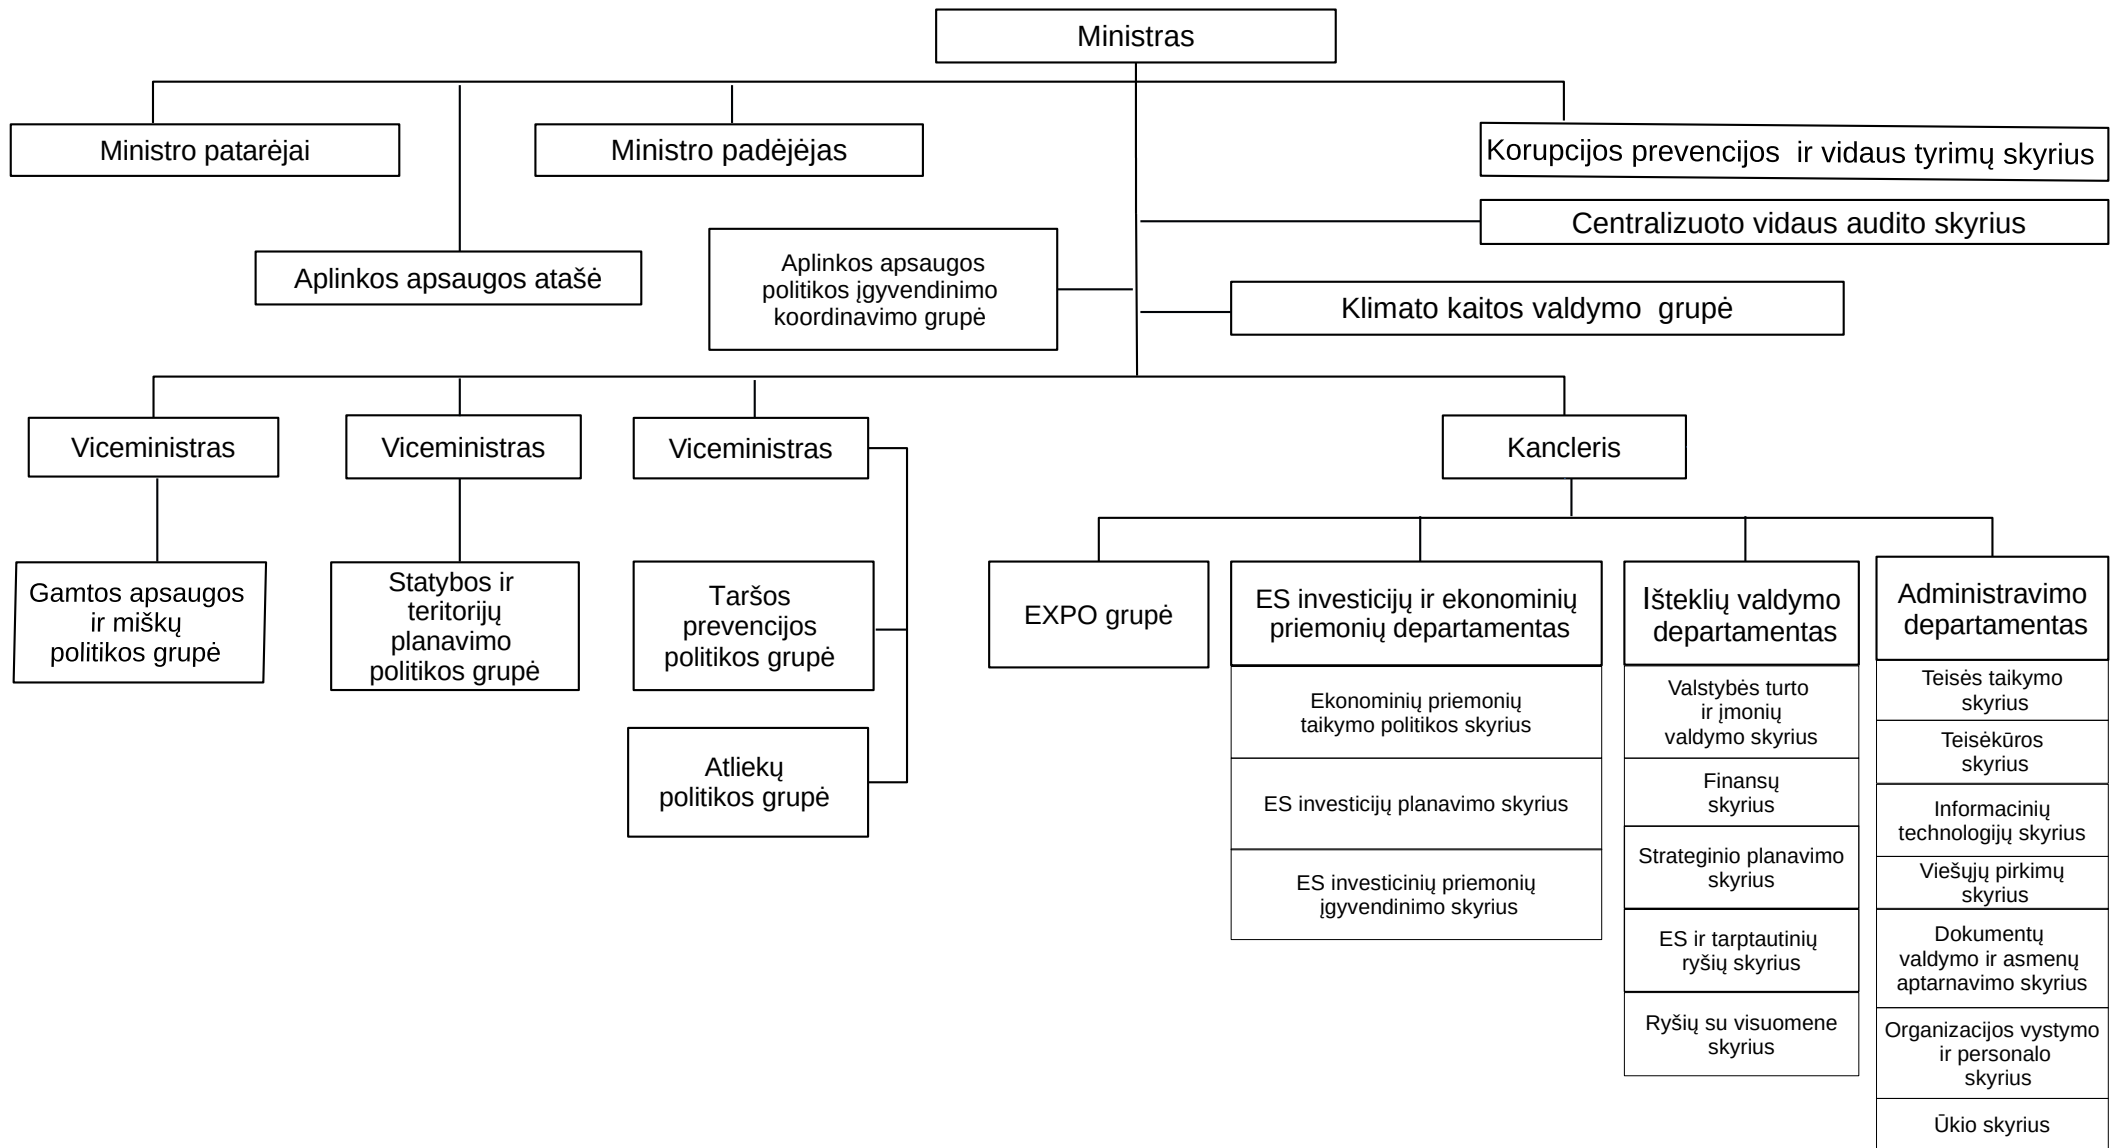 Ministras
Ministro patarėjai
Ministro padėjėjas
Korupcijos prevencijos  ir vidaus tyrimų skyrius
Centralizuoto vidaus audito skyrius
Aplinkos apsaugos atašė
Aplinkos apsaugos
politikos įgyvendinimo
koordinavimo grupė
Klimato kaitos valdymo  grupė
Viceministras
Viceministras
Viceministras
Kancleris
Gamtos apsaugos
ir miškų
politikos grupė
Statybos ir
teritorijų
planavimo
politikos grupė
Taršos
prevencijos
politikos grupė
Atliekų
politikos grupė
EXPO grupė
ES investicijų ir ekonominių
priemonių departamentas
Ekonominių priemonių
taikymo politikos skyrius
ES investicijų planavimo skyrius
ES investicinių priemonių
įgyvendinimo skyrius
Išteklių valdymo
departamentas
Valstybės turto
ir įmonių
valdymo skyrius
Finansų
skyrius
Strateginio planavimo
skyrius
ES ir tarptautinių
ryšių skyrius
Ryšių su visuomene
skyrius
Administravimo
departamentas
Teisės taikymo
skyrius
Teisėkūros
skyrius
Informacinių
technologijų skyrius
Viešųjų pirkimų
skyrius
Dokumentų
valdymo ir asmenų
aptarnavimo skyrius
Organizacijos vystymo
ir personalo
skyrius
Ūkio skyrius